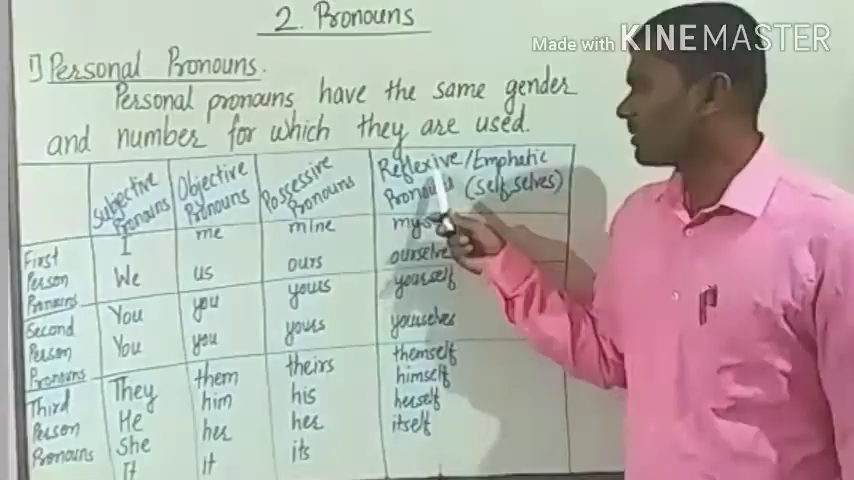 2. Pronouns
Made with KINEMASTER
1) Personal Pronouns.
Personal pronouns have the same gender
and number for which they are used.
Subjective Pronouns
Objective Pronouns
Possessive Pronouns
Reflexive/Emphatic
(self, selves)
First Person Pronouns
I me mine
We us ours
Second Person Pronouns
You you yours yourself
You you yours yourselves
Third Person Pronouns
They them theirs themself
He him his himself
She her her herself
It it its itself